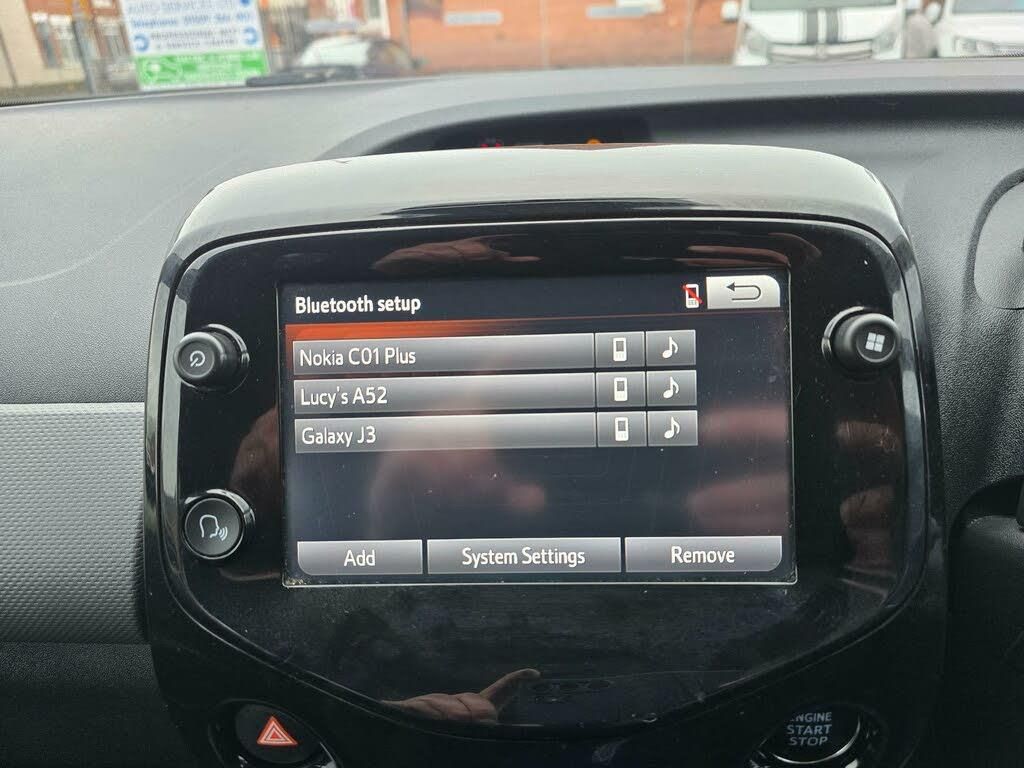 Bluetooth setup
Nokia C01 Plus
Lucy's A52
Galaxy J3
Add
System Settings
Remove
ENGINE
START
STOP